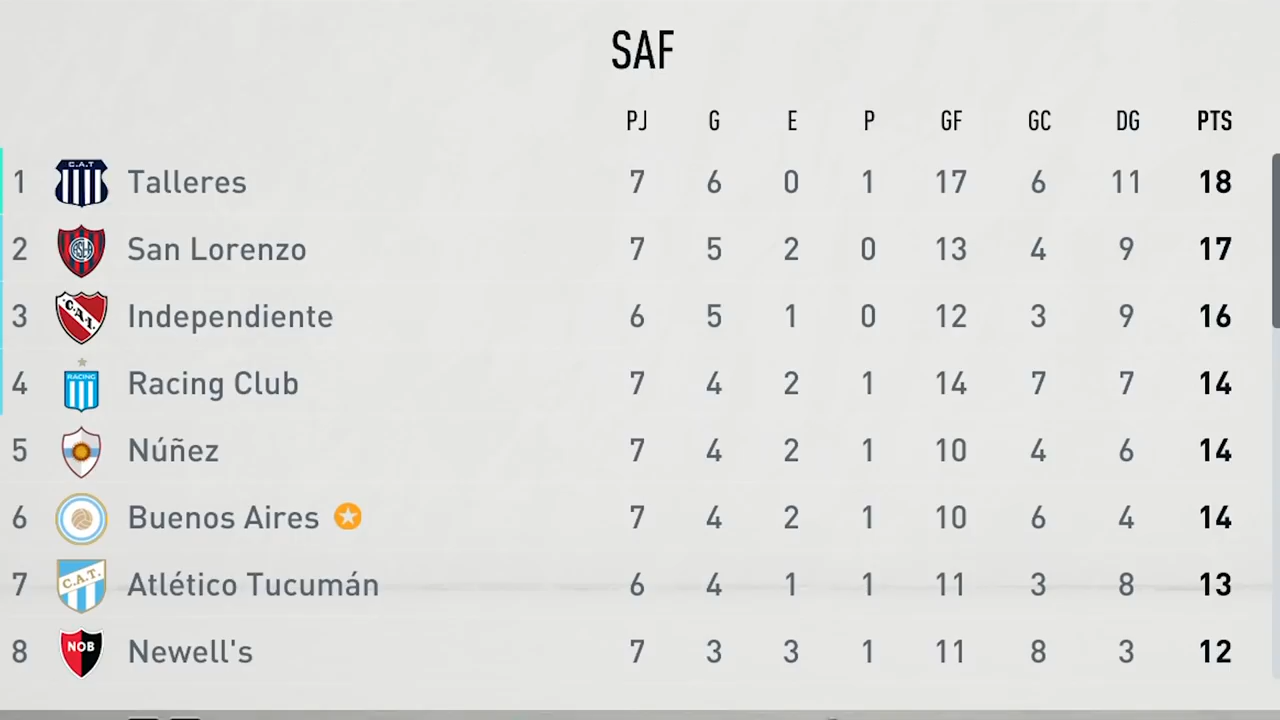 SAF
PJ G E P GF GC DG PTS
1 C.A.T Talleres 7 6 0 1 17 6 11 18
2 San Lorenzo 7 5 2 0 13 4 9 17
3 C.A.I. Independiente 6 5 1 0 12 3 9 16
4 RACING Racing Club 7 4 2 1 14 7 7 14
5 Núñez 7 4 2 1 10 4 6 14
6 Buenos Aires 7 4 2 1 10 6 4 14
7 C.A.T. Atlético Tucumán 6 4 1 1 11 3 8 13
8 NOB Newell's 7 3 3 1 11 8 3 12